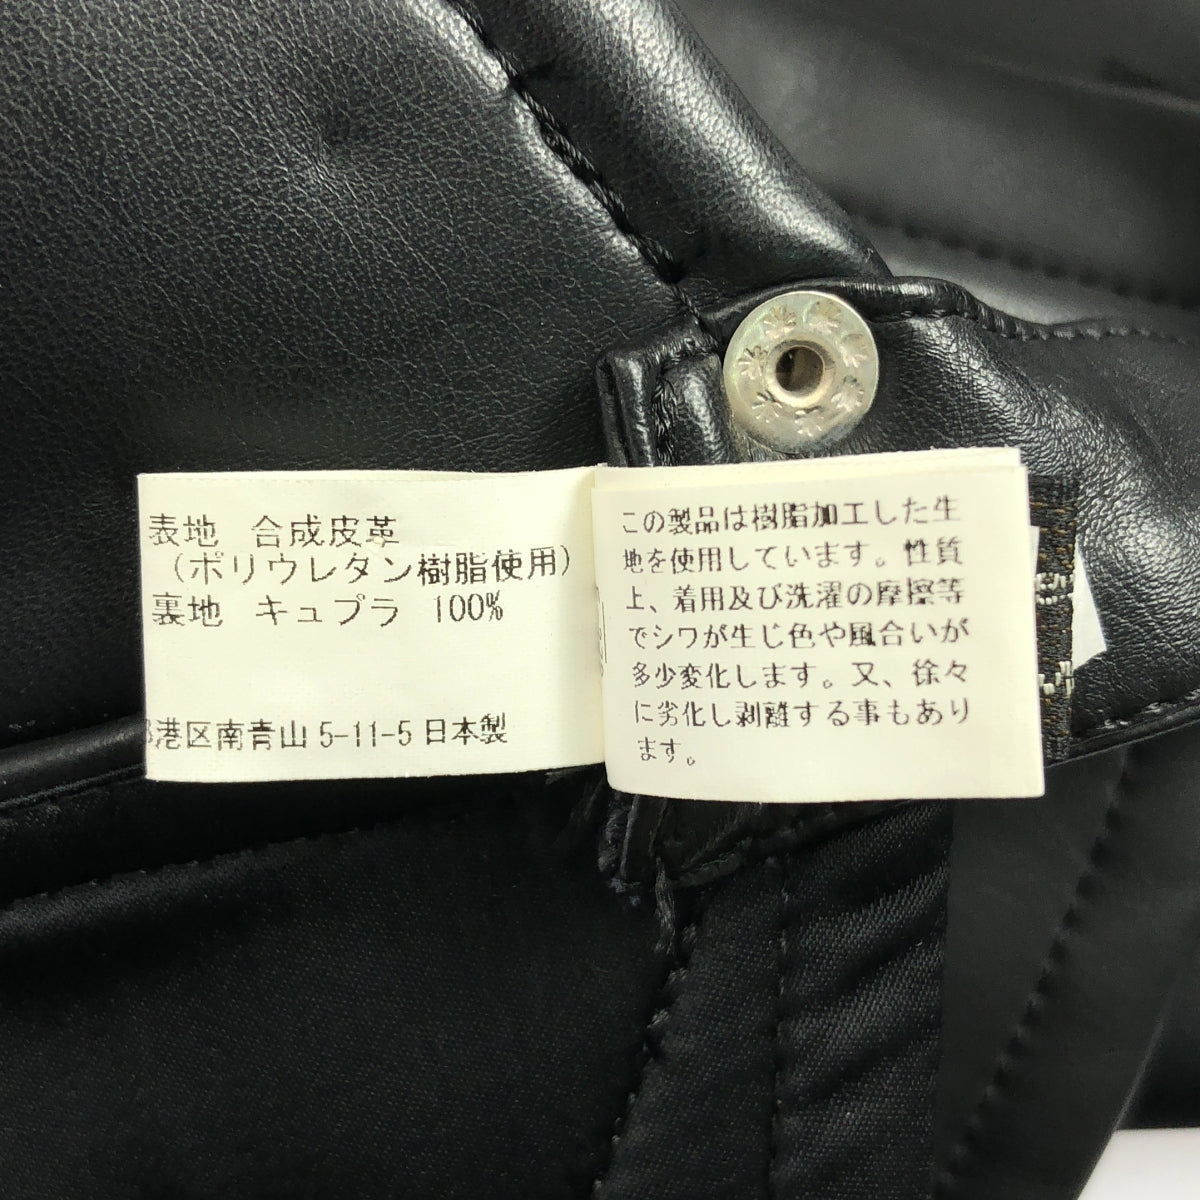 表地 合成皮革
(ポリウレタン樹脂使用)
裏地 キュプラ 100%
港区南青山5-11-5日本製
この製品は樹脂加工した生
地を使用しています。性質
上、着用及び洗濯の摩擦等
でシワが生じ色や風合いが
多少変化します。又、徐々
に劣化し剥離する事もあり
ます。